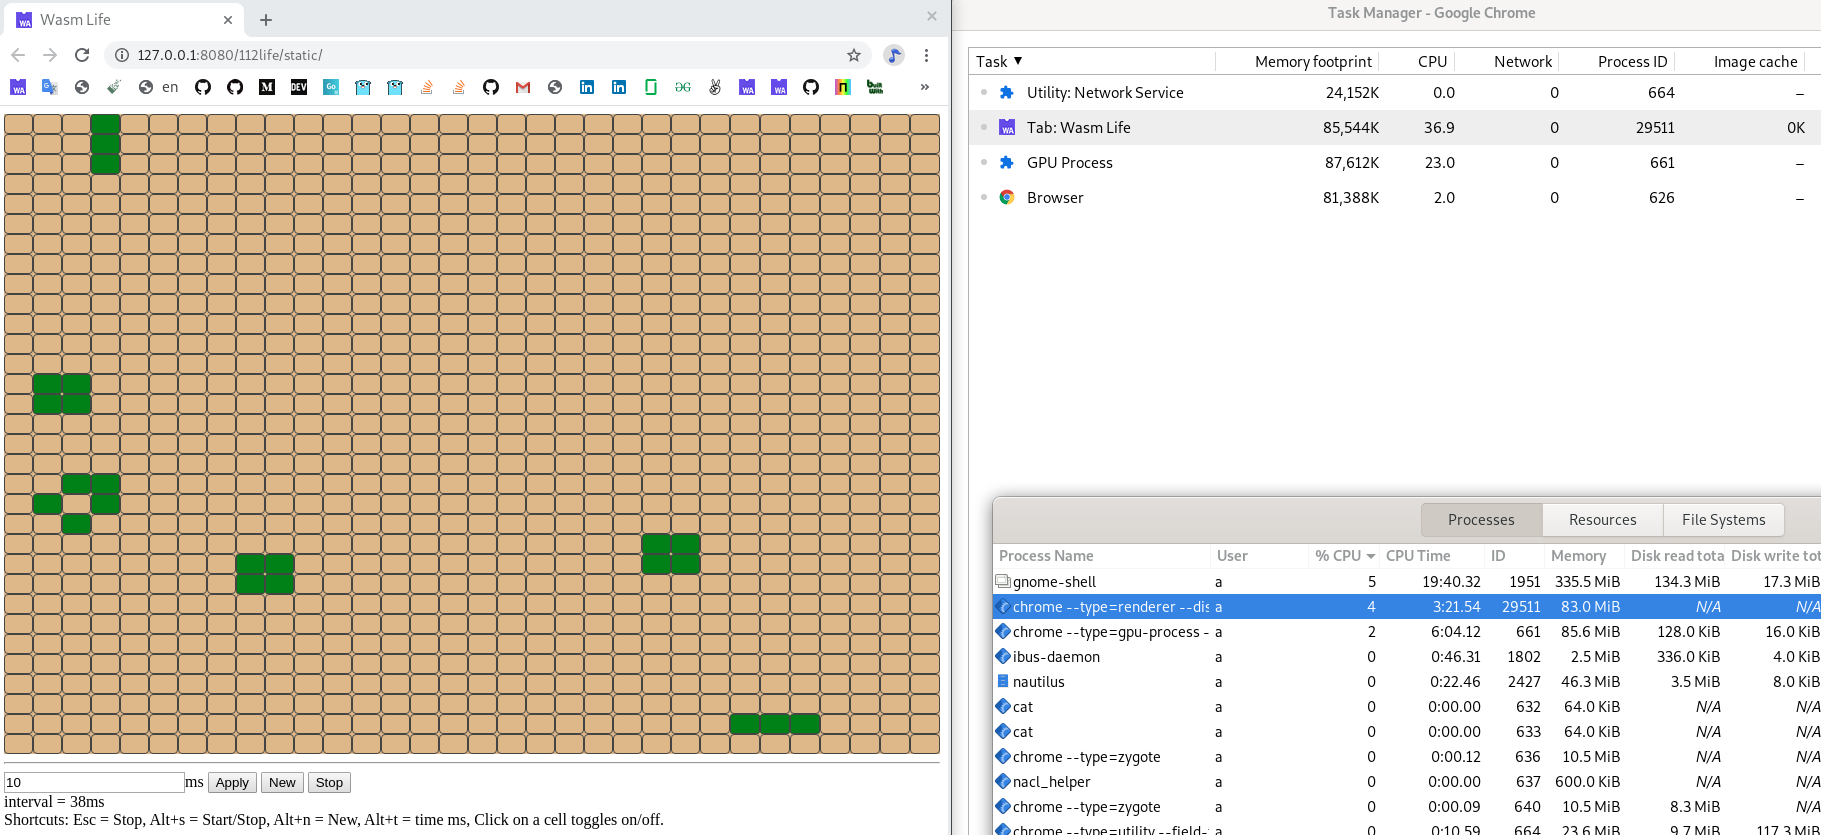 Wasm Life
127.0.0.1:8080/112life/static/
en
10 ms Apply New Stop
interval = 38ms
Shortcuts: Esc = Stop, Alt+s = Start/Stop, Alt+n = New, Alt+t = time ms, Click on a cell toggles on/off.
Task Manager - Google Chrome
Task ▼ Memory footprint CPU Network Process ID Image cache
Utility: Network Service 24,152K 0.0 0 664 –
Tab: Wasm Life 85,544K 36.9 0 29511 0K
GPU Process 87,612K 23.0 0 661 –
Browser 81,388K 2.0 0 626 –
Processes Resources File Systems
Process Name User % CPU CPU Time ID Memory Disk read tota Disk write tot
gnome-shell a 5 19:40.32 1951 335.5 MiB 134.3 MiB 17.3 MiB
chrome --type=renderer --dis a 4 3:21.54 29511 83.0 MiB N/A N/A
chrome --type=gpu-process - a 2 6:04.12 661 85.6 MiB 128.0 KiB 16.0 KiB
ibus-daemon a 0 0:46.31 1802 2.5 MiB 336.0 KiB 4.0 KiB
nautilus a 0 0:22.46 2427 46.3 MiB 3.5 MiB 8.0 KiB
cat a 0 0:00.00 632 64.0 KiB N/A N/A
cat a 0 0:00.00 633 64.0 KiB N/A N/A
chrome --type=zygote a 0 0:00.12 636 10.5 MiB N/A N/A
nacl_helper a 0 0:00.00 637 600.0 KiB N/A N/A
chrome --type=zygote a 0 0:00.09 640 10.5 MiB 8.3 MiB N/A
chrome --type=utility --field- a 0 0:10.59 664 23.6 MiB 9.7 MiB 117.3 MiB